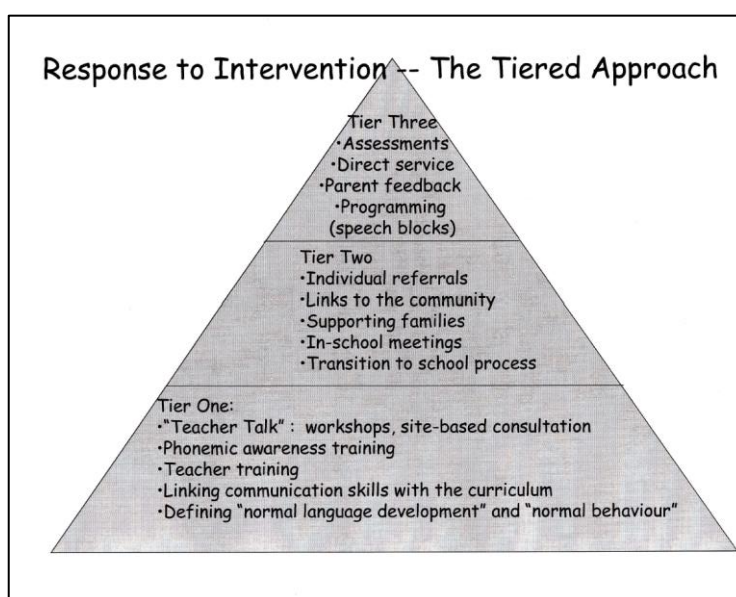 Response to Intervention -- The Tiered Approach
Tier Three
•Assessments
•Direct service
•Parent feedback
•Programming
(speech blocks)
Tier Two
•Individual referrals
•Links to the community
•Supporting families
•In-school meetings
•Transition to school process
Tier One:
•“Teacher Talk” : workshops, site-based consultation
•Phonemic awareness training
•Teacher training
•Linking communication skills with the curriculum
•Defining “normal language development” and “normal behaviour”